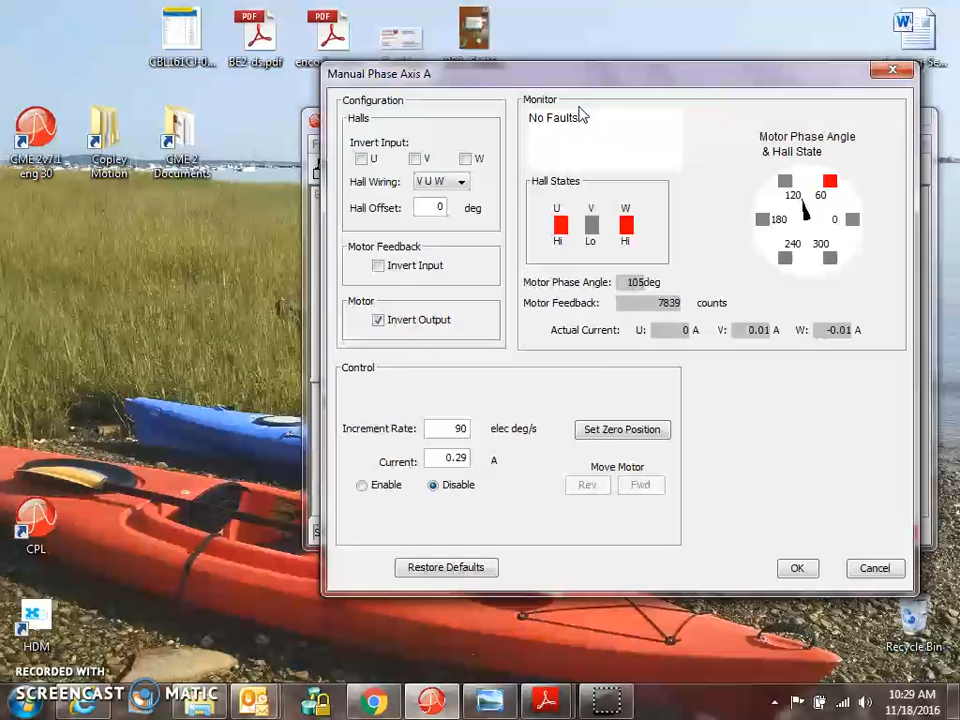 PDF
PDF
W
CBL161CJ-0...
BE2-ds.pdf
CME 2v7.1
eng 30
Copley
Motion
CME 2
Documents
Manual Phase Axis A
Configuration
Halls
Invert Input:
U
V
W
Hall Wiring:
V U W
Hall Offset:
0
deg
Motor Feedback
Invert Input
Motor
Invert Output
Monitor
No Faults
Hall States
U
V
W
Hi
Lo
Hi
Motor Phase Angle
& Hall State
120
60
180
0
240
300
Motor Phase Angle:
105deg
Motor Feedback:
7839
counts
Actual Current:
U:
0 A
V:
0.01 A
W:
-0.01 A
Control
Increment Rate:
90
elec deg/s
Set Zero Position
Current:
0.29
A
Move Motor
Enable
Disable
Rev
Fwd
Restore Defaults
OK
Cancel
CPL
HDM
Recycle Bin
RECORDED WITH
SCREENCAST
MATIC
10:29 AM
11/18/2016